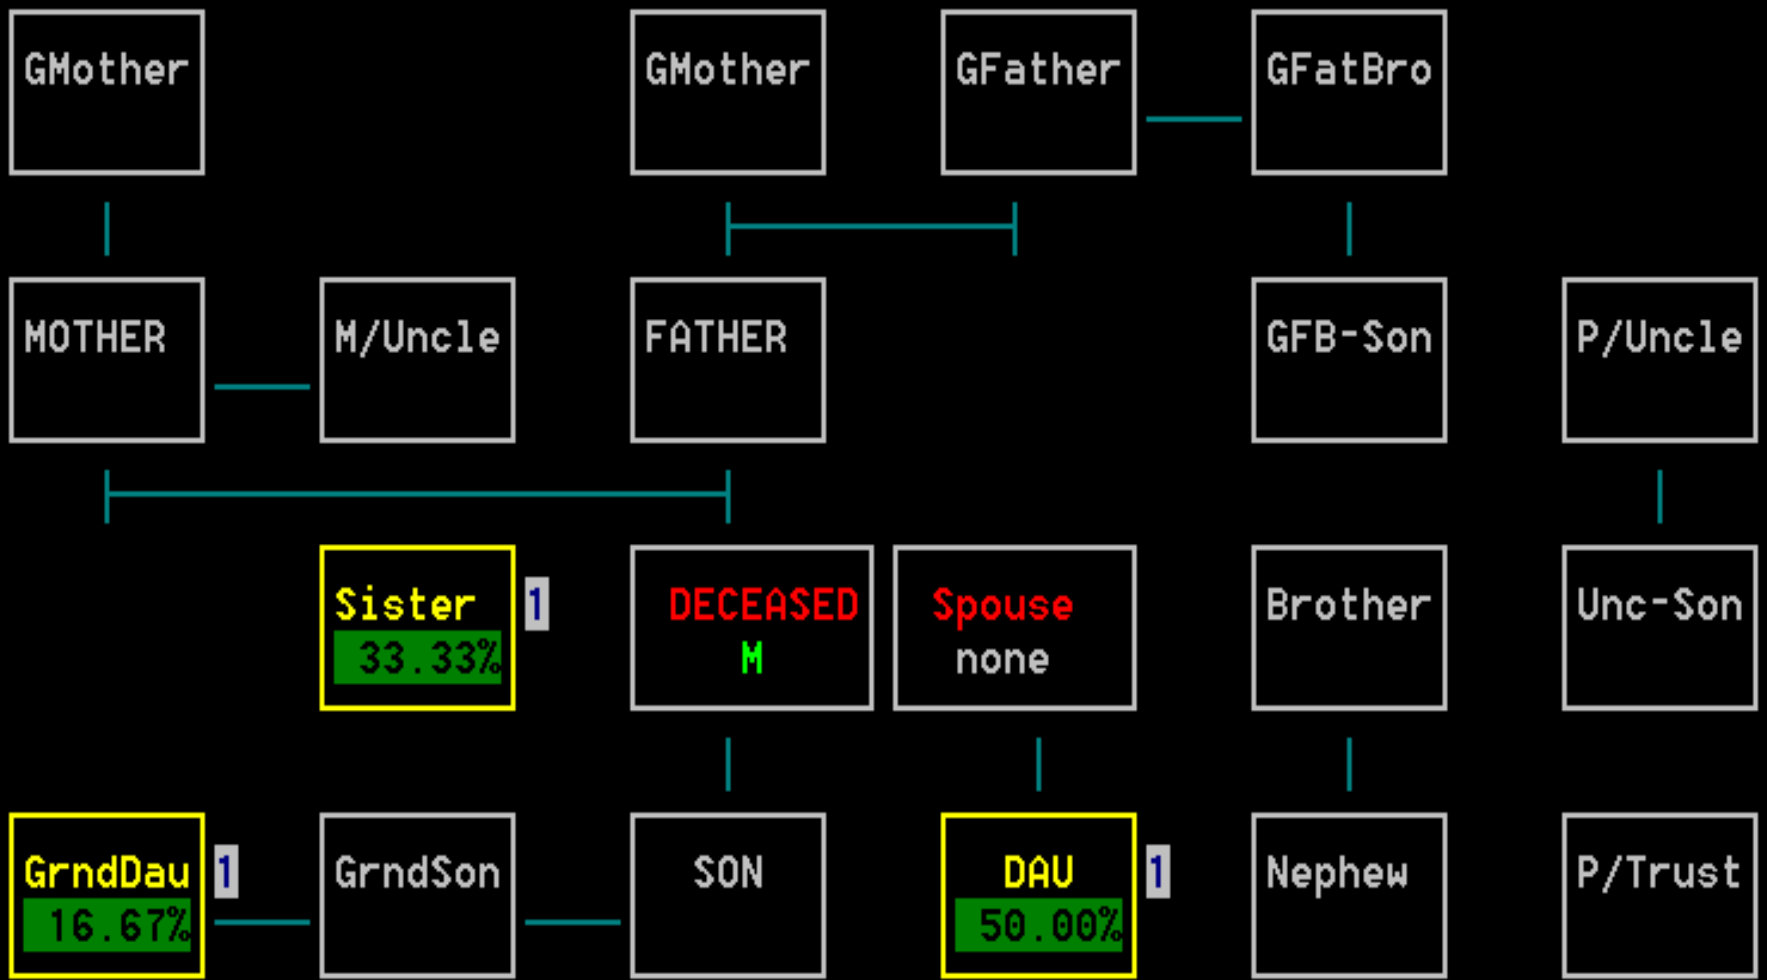 GMother
GMother
GFather
GFatBro
MOTHER
M/Uncle
FATHER
GFB-Son
P/Uncle
Sister
33.33%
1
DECEASED
M
Spouse
none
Brother
Unc-Son
GrndDau
16.67%
1
GrndSon
SON
DAU
50.00%
1
Nephew
P/Trust